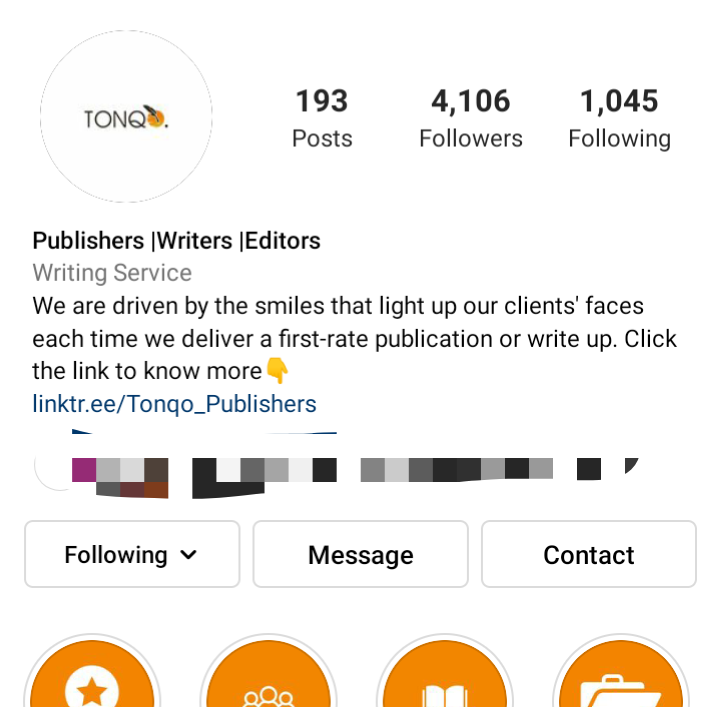 TONQO.
193 4,106 1,045
Posts Followers Following
Publishers |Writers |Editors
Writing Service
We are driven by the smiles that light up our clients' faces
each time we deliver a first-rate publication or write up. Click
the link to know more👇
linktr.ee/Tonqo_Publishers
Following Message Contact